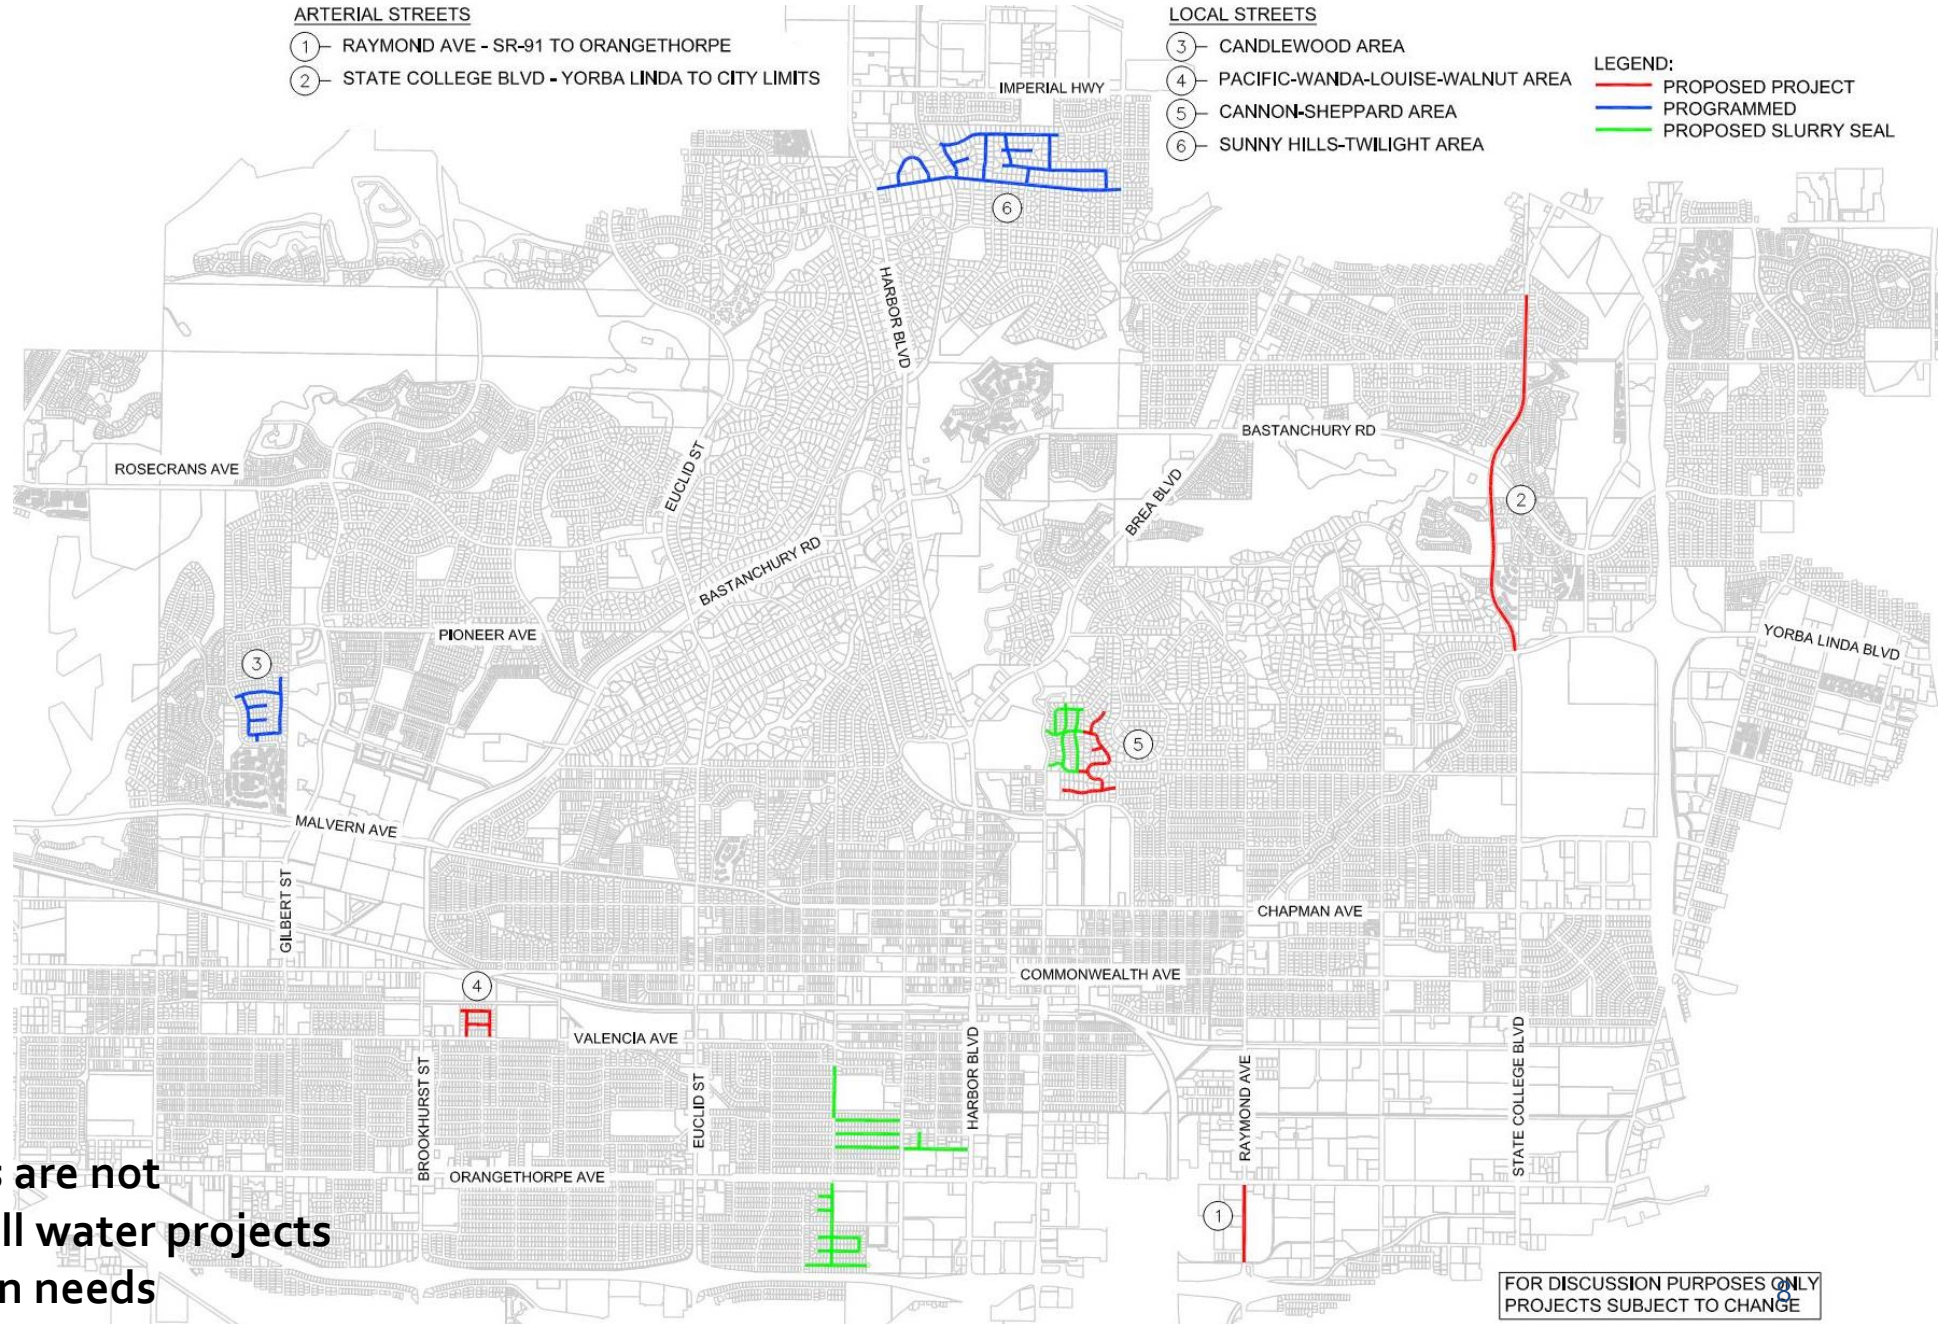 ARTERIAL STREETS
1 RAYMOND AVE - SR-91 TO ORANGETHORPE
2 STATE COLLEGE BLVD - YORBA LINDA TO CITY LIMITS
LOCAL STREETS
3 CANDLEWOOD AREA
4 PACIFIC-WANDA-LOUISE-WALNUT AREA
5 CANNON-SHEPPARD AREA
6 SUNNY HILLS-TWILIGHT AREA
LEGEND:
PROPOSED PROJECT
PROGRAMMED
PROPOSED SLURRY SEAL
IMPERIAL HWY
6
HARBOR BLVD
BASTANCHURY RD
ROSECRANS AVE
EUCLID ST
BREA BLVD
2
BASTANCHURY RD
PIONEER AVE
YORBA LINDA BLVD
3
5
MALVERN AVE
GILBERT ST
CHAPMAN AVE
COMMONWEALTH AVE
4
VALENCIA AVE
BROOKHURST ST
EUCLID ST
HARBOR BLVD
RAYMOND AVE
STATE COLLEGE BLVD
ORANGETHORPE AVE
1
s are not
ll water projects
n needs
FOR DISCUSSION PURPOSES ONLY
PROJECTS SUBJECT TO CHANGE
8